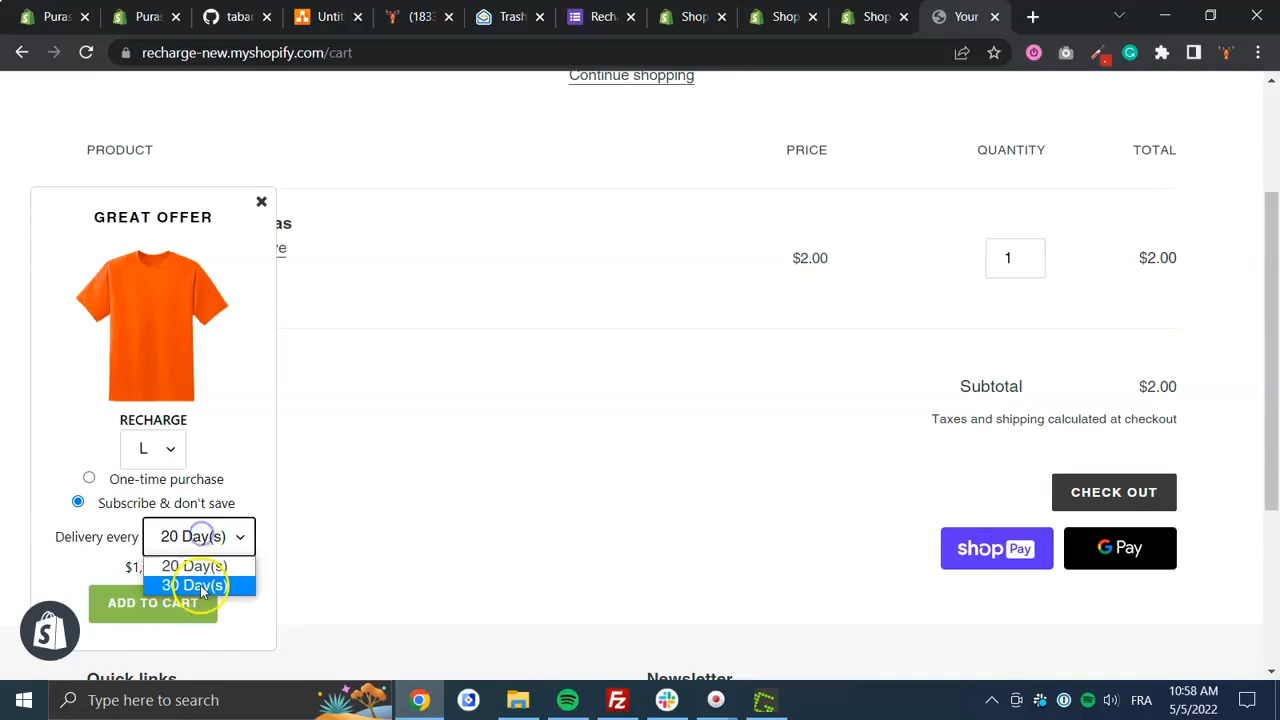 Puras
Puras
tabar
Untit
(183
Trash
Rech
Shop
Shop
Shop
Your
recharge-new.myshopify.com/cart
Continue shopping
PRODUCT
PRICE
QUANTITY
TOTAL
GREAT OFFER
as
$2.00
1
$2.00
Subtotal
$2.00
Taxes and shipping calculated at checkout
RECHARGE
L
One-time purchase
Subscribe & don't save
CHECK OUT
Delivery every
20 Day(s)
shop Pay
G Pay
$1,
20 Day(s)
30 Day(s)
ADD TO CART
Quick links
Newsletter
Type here to search
FRA
10:58 AM
5/5/2022